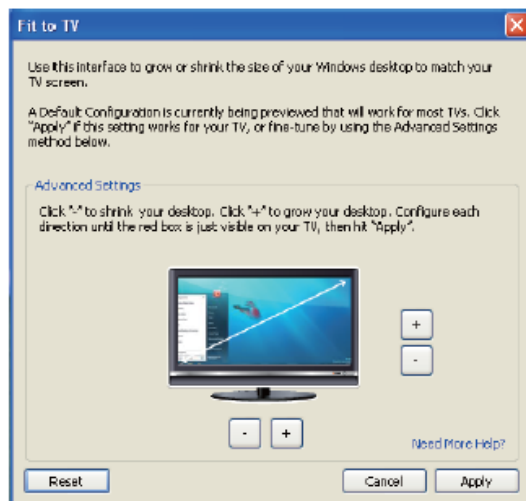 Fit to TV
Use this interface to grow or shrink the size of your Windows desktop to match your
TV screen.
A Default Configuration is currently being previewed that will work for most TVs. Click
"Apply" if this setting works for your TV, or fine-tune by using the Advanced Settings
method below.
Advanced Settings
Click "-" to shrink your desktop. Click "+" to grow your desktop. Configure each
direction until the red box is just visible on your TV, then hit "Apply".
+
-
- +
Need More Help?
Reset Cancel Apply